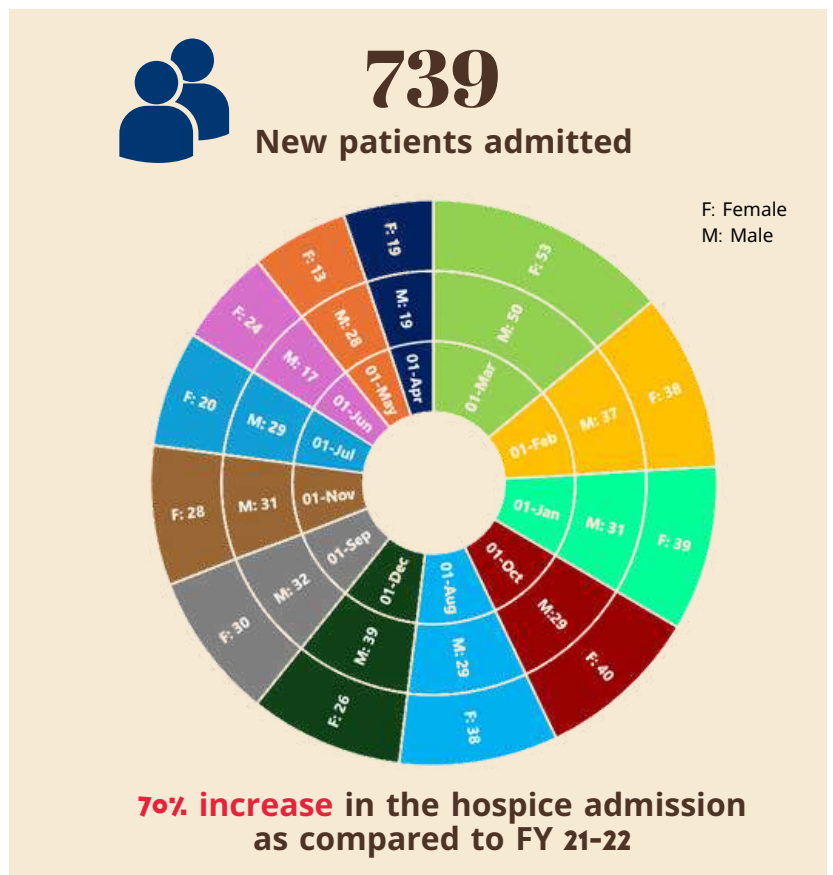 739
New patients admitted
F: Female
M: Male
F: 53
M: 50
01-Mar
F: 38
M: 37
01-Feb
F: 39
M: 31
01-Jan
F: 40
M:29
01-Oct
F: 38
M: 29
01-Aug
F: 26
M: 39
01-Dec
F: 30
M: 32
01-Sep
F: 28
M: 31
01-Nov
F: 20
M: 29
01-Jul
F: 24
M: 17
01-Jun
F: 13
M: 28
01-May
F: 19
M: 19
01-Apr
70% increase in the hospice admission
as compared to FY 21-22